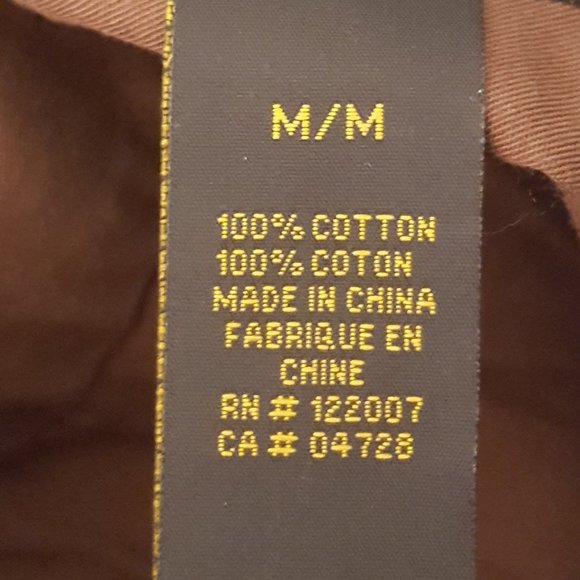 M/M
100% COTTON
100% COTON
MADE IN CHINA
FABRIQUE EN
CHINE
RN # 122007
CA # 04728